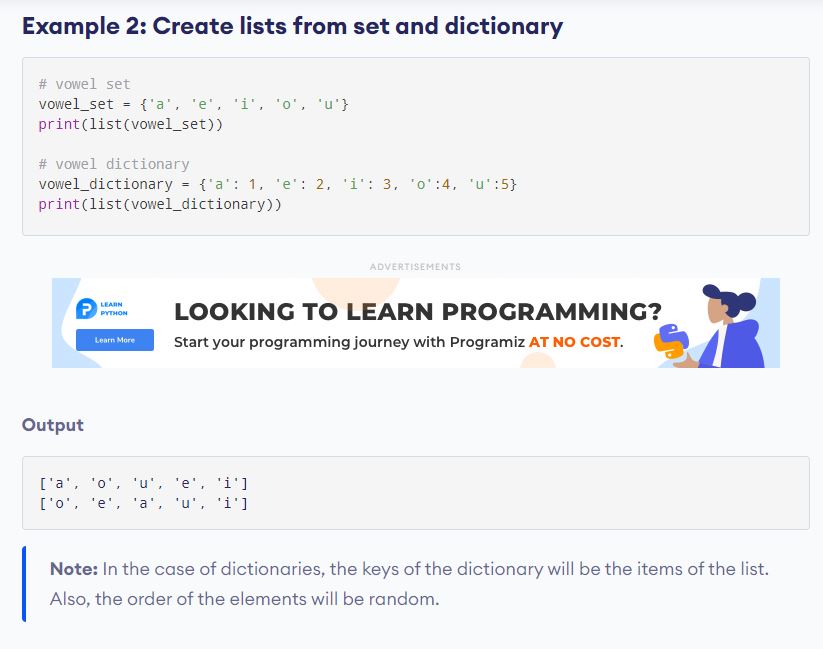 Example 2: Create lists from set and dictionary
# vowel set
vowel_set = {'a', 'e', 'i', 'o', 'u'}
print(list(vowel_set))
# vowel dictionary
vowel_dictionary = {'a': 1, 'e': 2, 'i': 3, 'o':4, 'u':5}
print(list(vowel_dictionary))
ADVERTISEMENTS
LEARN
PYTHON
Learn More
LOOKING TO LEARN PROGRAMMING?
Start your programming journey with Programiz AT NO COST.
Output
['a', 'o', 'u', 'e', 'i']
['o', 'e', 'a', 'u', 'i']
Note: In the case of dictionaries, the keys of the dictionary will be the items of the list.
Also, the order of the elements will be random.